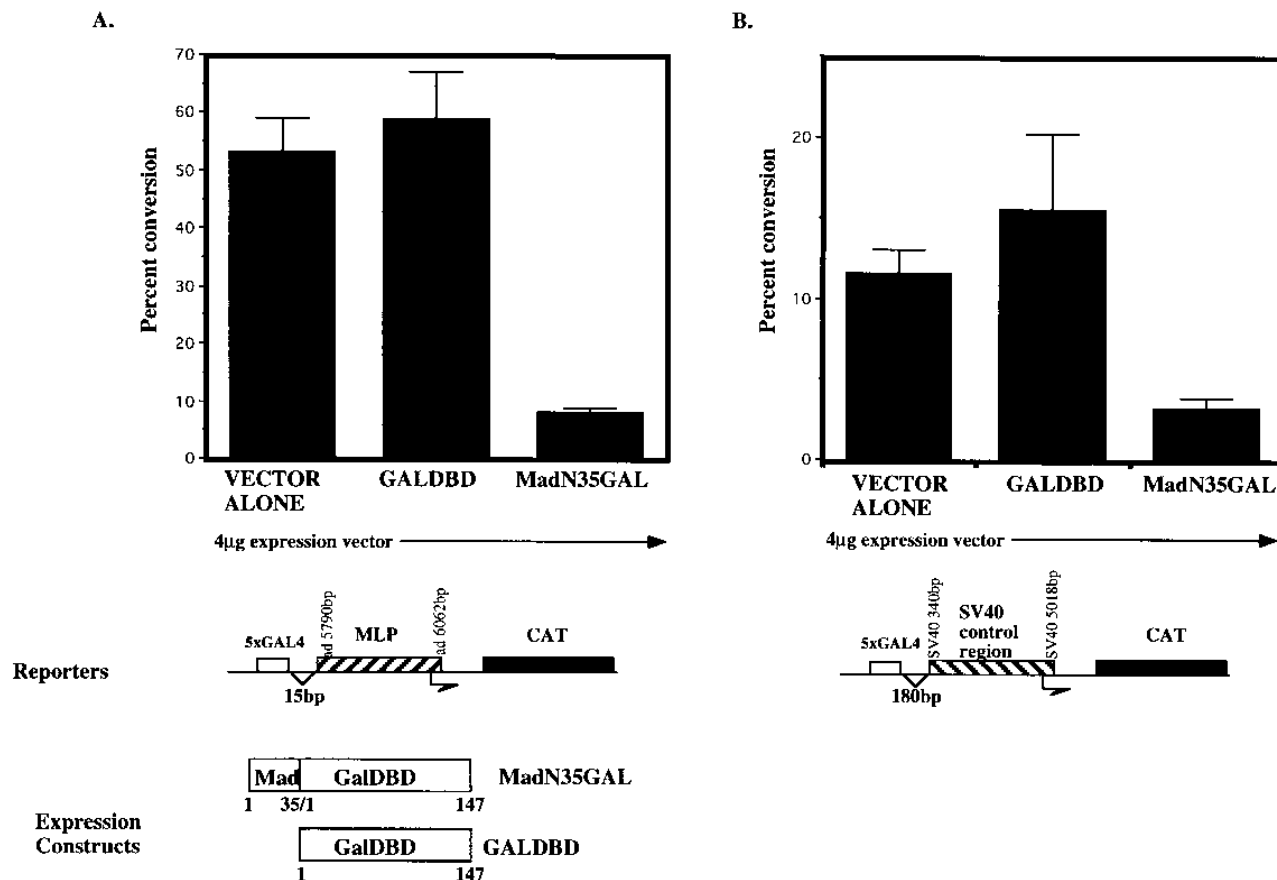 A.
70
60
50
40
30
20
10
0
Percent conversion
VECTOR
ALONE
GALDBD
MadN35GAL
4µg expression vector
B.
20
10
0
Percent conversion
VECTOR
ALONE
GALDBD
MadN35GAL
4µg expression vector
Reporters
5xGAL4
15bp
ad 5790bp
MLP
ad 6062bp
CAT
5xGAL4
180bp
SV40 340bp
SV40
control
region
SV40 5018bp
CAT
Expression
Constructs
Mad GalDBD MadN35GAL
1 35/1 147
GalDBD GALDBD
1 147